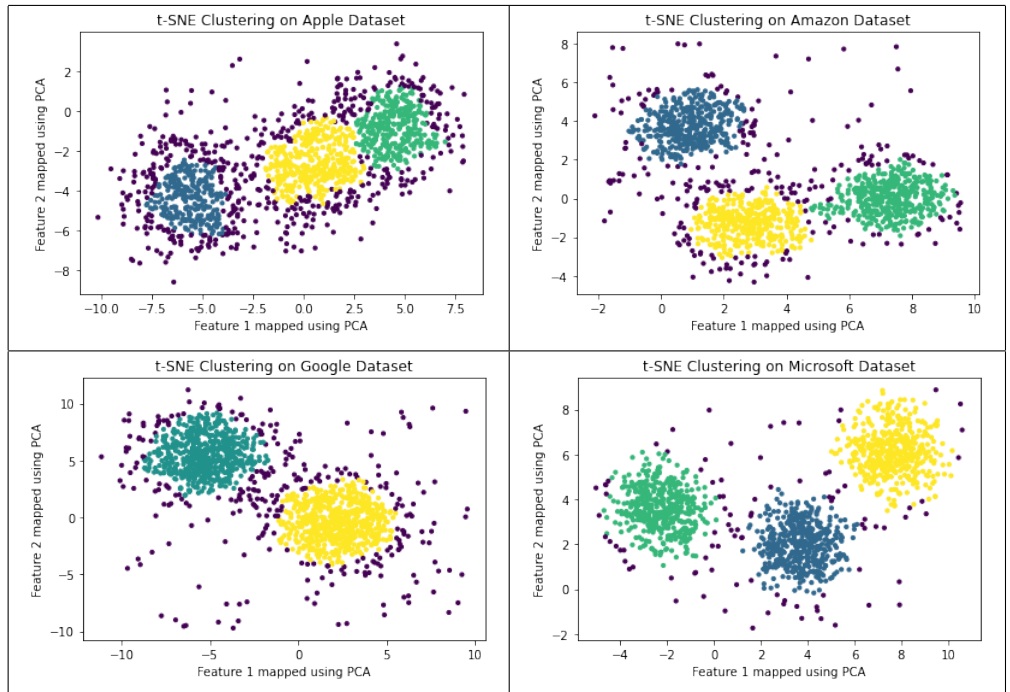 t-SNE Clustering on Apple Dataset
Feature 2 mapped using PCA
2
0
−2
−4
−6
−8
−10.0 −7.5 −5.0 −2.5 0.0 2.5 5.0 7.5
Feature 1 mapped using PCA
t-SNE Clustering on Amazon Dataset
Feature 2 mapped using PCA
8
6
4
2
0
−2
−4
−2 0 2 4 6 8 10
Feature 1 mapped using PCA
t-SNE Clustering on Google Dataset
Feature 2 mapped using PCA
10
5
0
−5
−10
−10 −5 0 5 10
Feature 1 mapped using PCA
t-SNE Clustering on Microsoft Dataset
Feature 2 mapped using PCA
8
6
4
2
0
−2
−4 −2 0 2 4 6 8 10
Feature 1 mapped using PCA